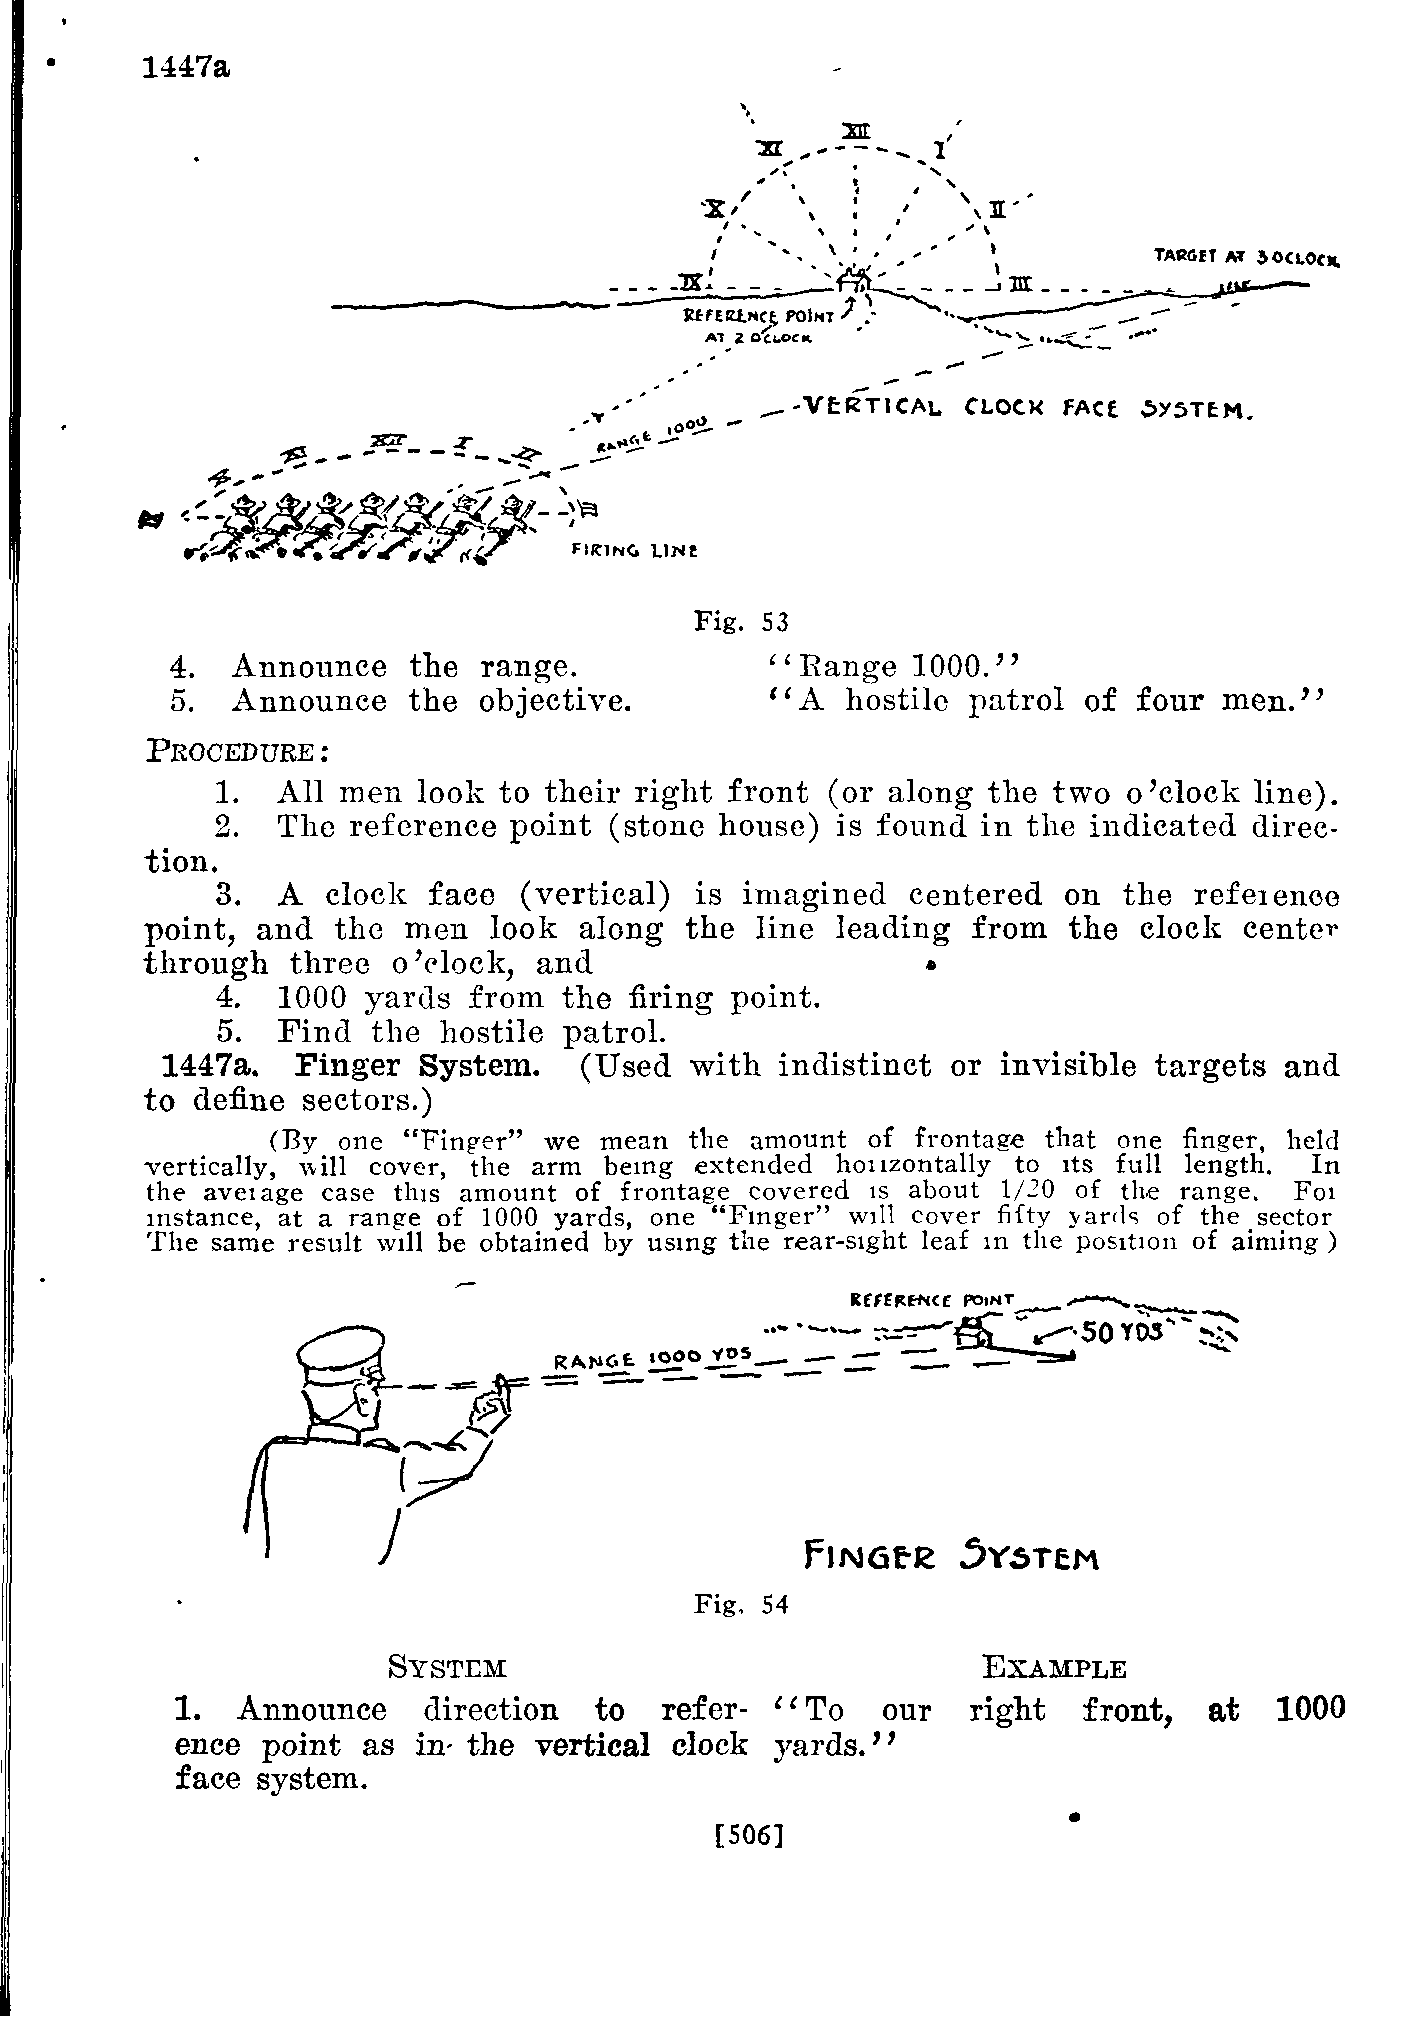 1447a
XII
XI
I
X
II
TARGET AT 3 OCLOCK
IX
III
REFERENCE POINT
AT 2 O'CLOCK
VERTICAL CLOCK FACE SYSTEM.
RANGE 1000
XII
I
XI
II
X
III
FIRING LINE
Fig. 53
4. Announce the range. "Range 1000."
5. Announce the objective. "A hostile patrol of four men."
PROCEDURE:
1. All men look to their right front (or along the two o'clock line).
2. The reference point (stone house) is found in the indicated direc-
tion.
3. A clock face (vertical) is imagined centered on the reference
point, and the men look along the line leading from the clock center
through three o'clock, and
4. 1000 yards from the firing point.
5. Find the hostile patrol.
1447a. Finger System. (Used with indistinct or invisible targets and
to define sectors.)
(By one "Finger" we mean the amount of frontage that one finger, held
vertically, will cover, the arm being extended horizontally to its full length. In
the average case this amount of frontage covered is about 1/20 of the range. For
instance, at a range of 1000 yards, one "Finger" will cover fifty yards of the sector
The same result will be obtained by using the rear-sight leaf in the position of aiming)
REFERENCE POINT
50 YDS
RANGE 1000 YDS
FINGER SYSTEM
Fig. 54
SYSTEM EXAMPLE
1. Announce direction to refer- "To our right front, at 1000
ence point as in the vertical clock yards."
face system.
[506]